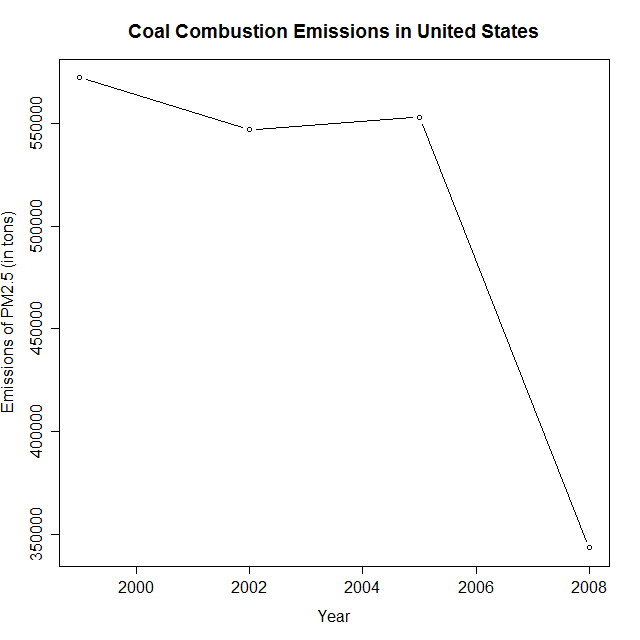 Coal Combustion Emissions in United States
Emissions of PM2.5 (in tons)
550000
500000
450000
400000
350000
2000 2002 2004 2006 2008
Year